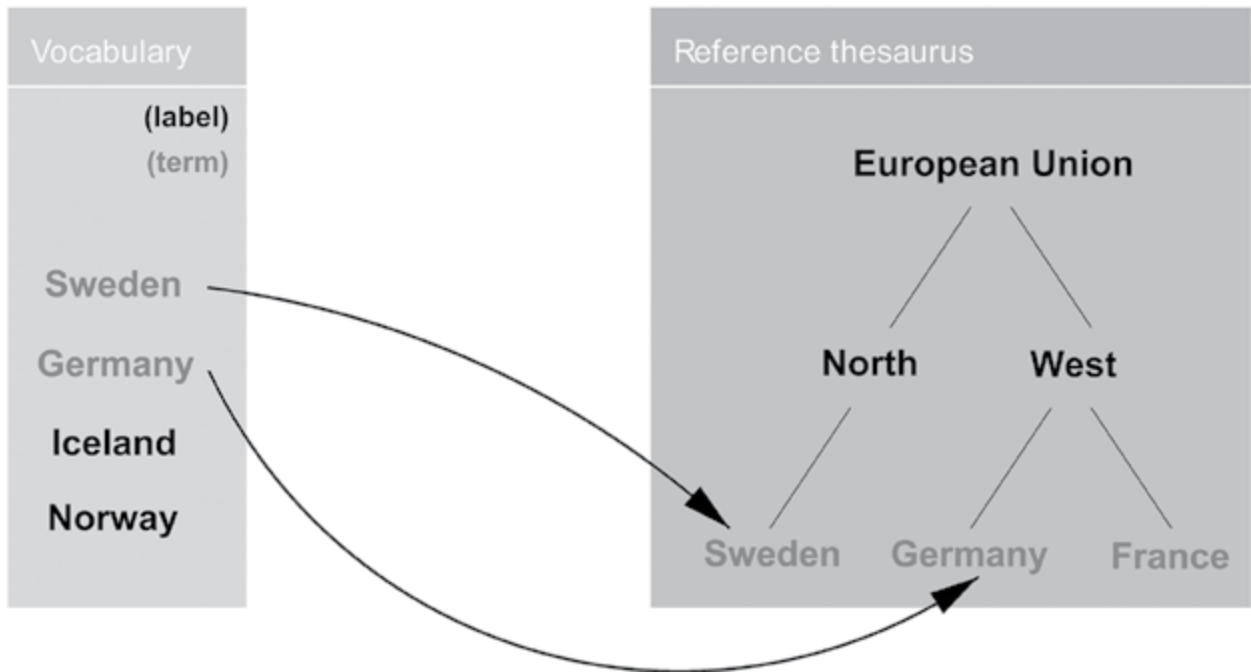 Vocabulary
(label)
(term)
Sweden
Germany
Iceland
Norway
Reference thesaurus
European Union
North West
Sweden Germany France